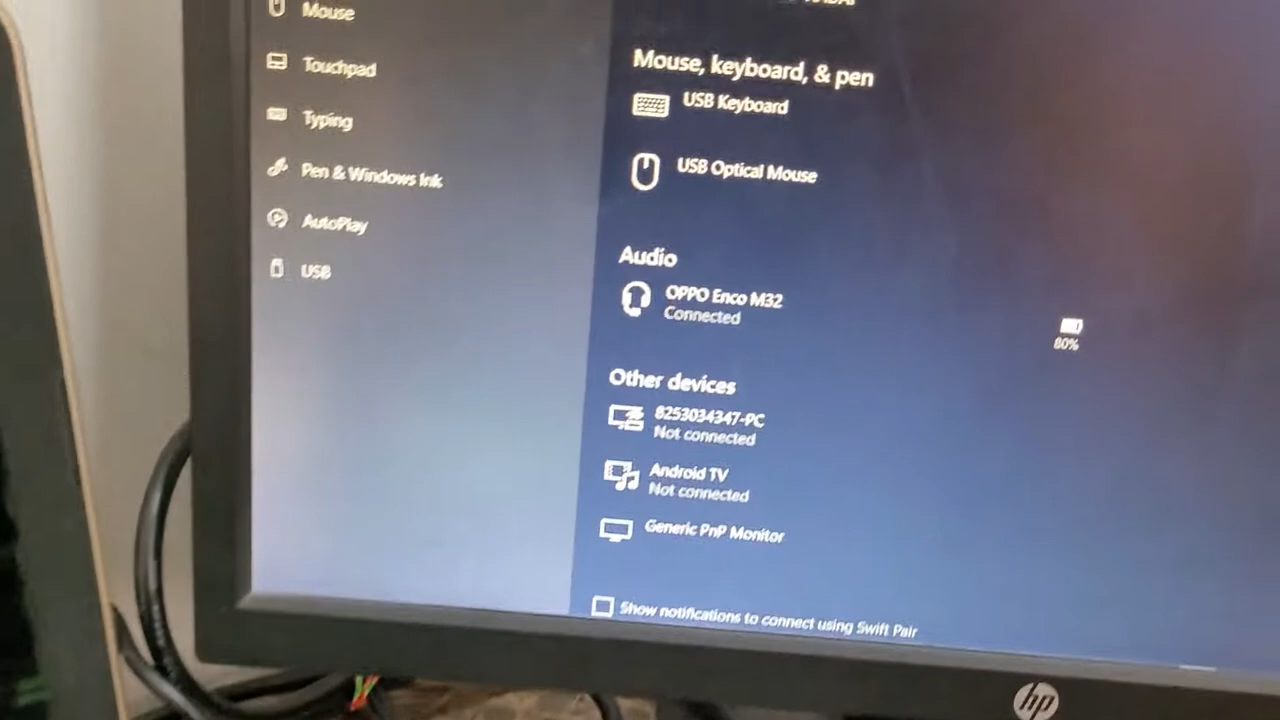 Mouse
Touchpad
Typing
Pen & Windows Ink
AutoPlay
USB
Mouse, keyboard, & pen
USB Keyboard
USB Optical Mouse
Audio
OPPO Enco M32
Connected
80%
Other devices
8253034347-PC
Not connected
Android TV
Not connected
Generic PnP Monitor
Show notifications to connect using Swift Pair
hp